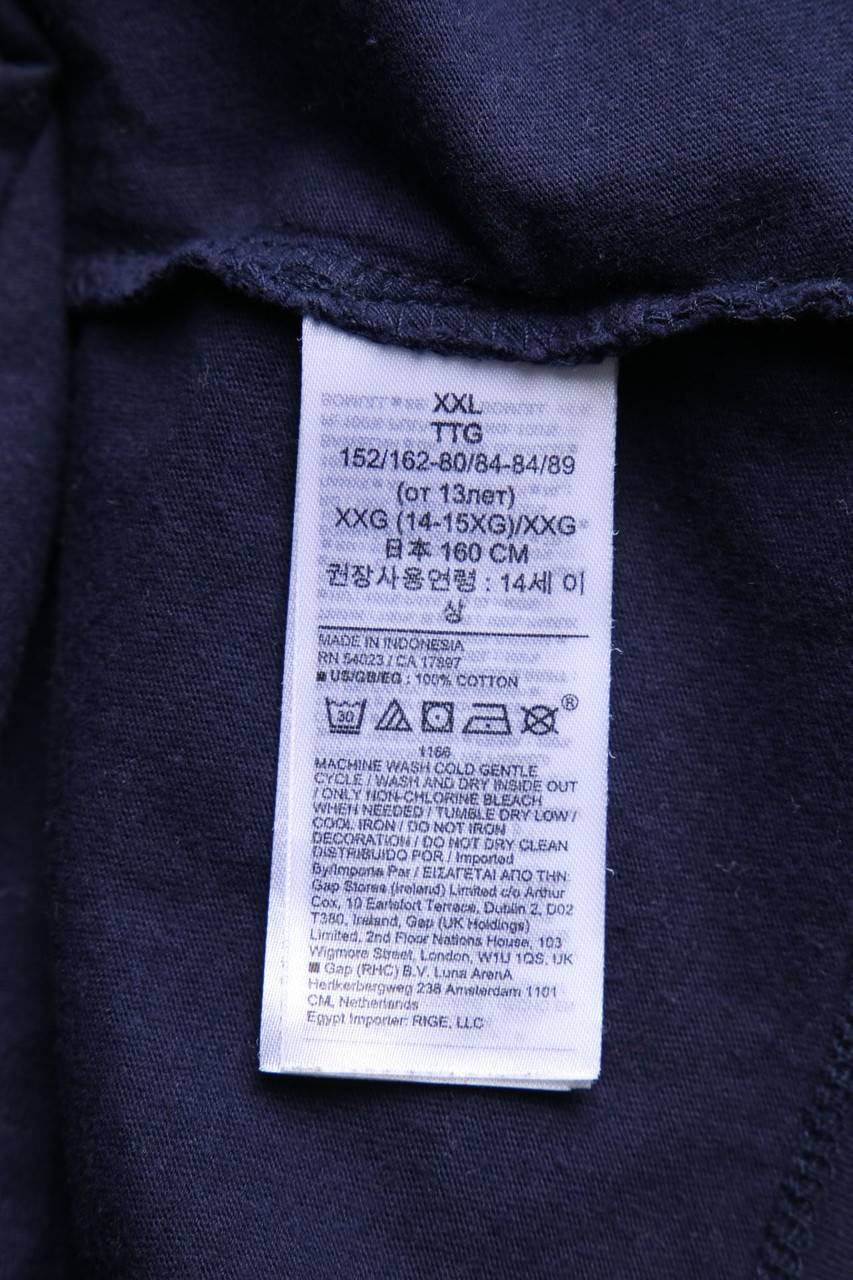 XXL
TTG
152/162-80/84-84/89
(от 13лет)
XXG (14-15XG)/XXG
日本 160 CM
권장사용연령 : 14세 이
상
MADE IN INDONESIA
RN 54023 / CA 17897
■ US/GB/EG : 100% COTTON
30
®
1166
MACHINE WASH COLD GENTLE
CYCLE / WASH AND DRY INSIDE OUT
/ ONLY NON-CHLORINE BLEACH
WHEN NEEDED / TUMBLE DRY LOW /
COOL IRON / DO NOT IRON
DECORATION / DO NOT DRY CLEAN
DISTRIBUIDO POR / Imported
By/Importe Par / ΕΙΣΑΓΕΤΑΙ ΑΠΟ ΤΗΝ:
Gap Stores (Ireland) Limited c/o Arthur
Cox, 10 Earlsfort Terrace, Dublin 2, D02
T380, Ireland, Gap (UK Holdings)
Limited, 2nd Floor Nations House, 103
Wigmore Street, London, W1U 1QS, UK
■ Gap (RHC) B.V. Luna ArenA
Herikerbergweg 238 Amsterdam 1101
CM, Netherlands
Egypt Importer: RIGE, LLC